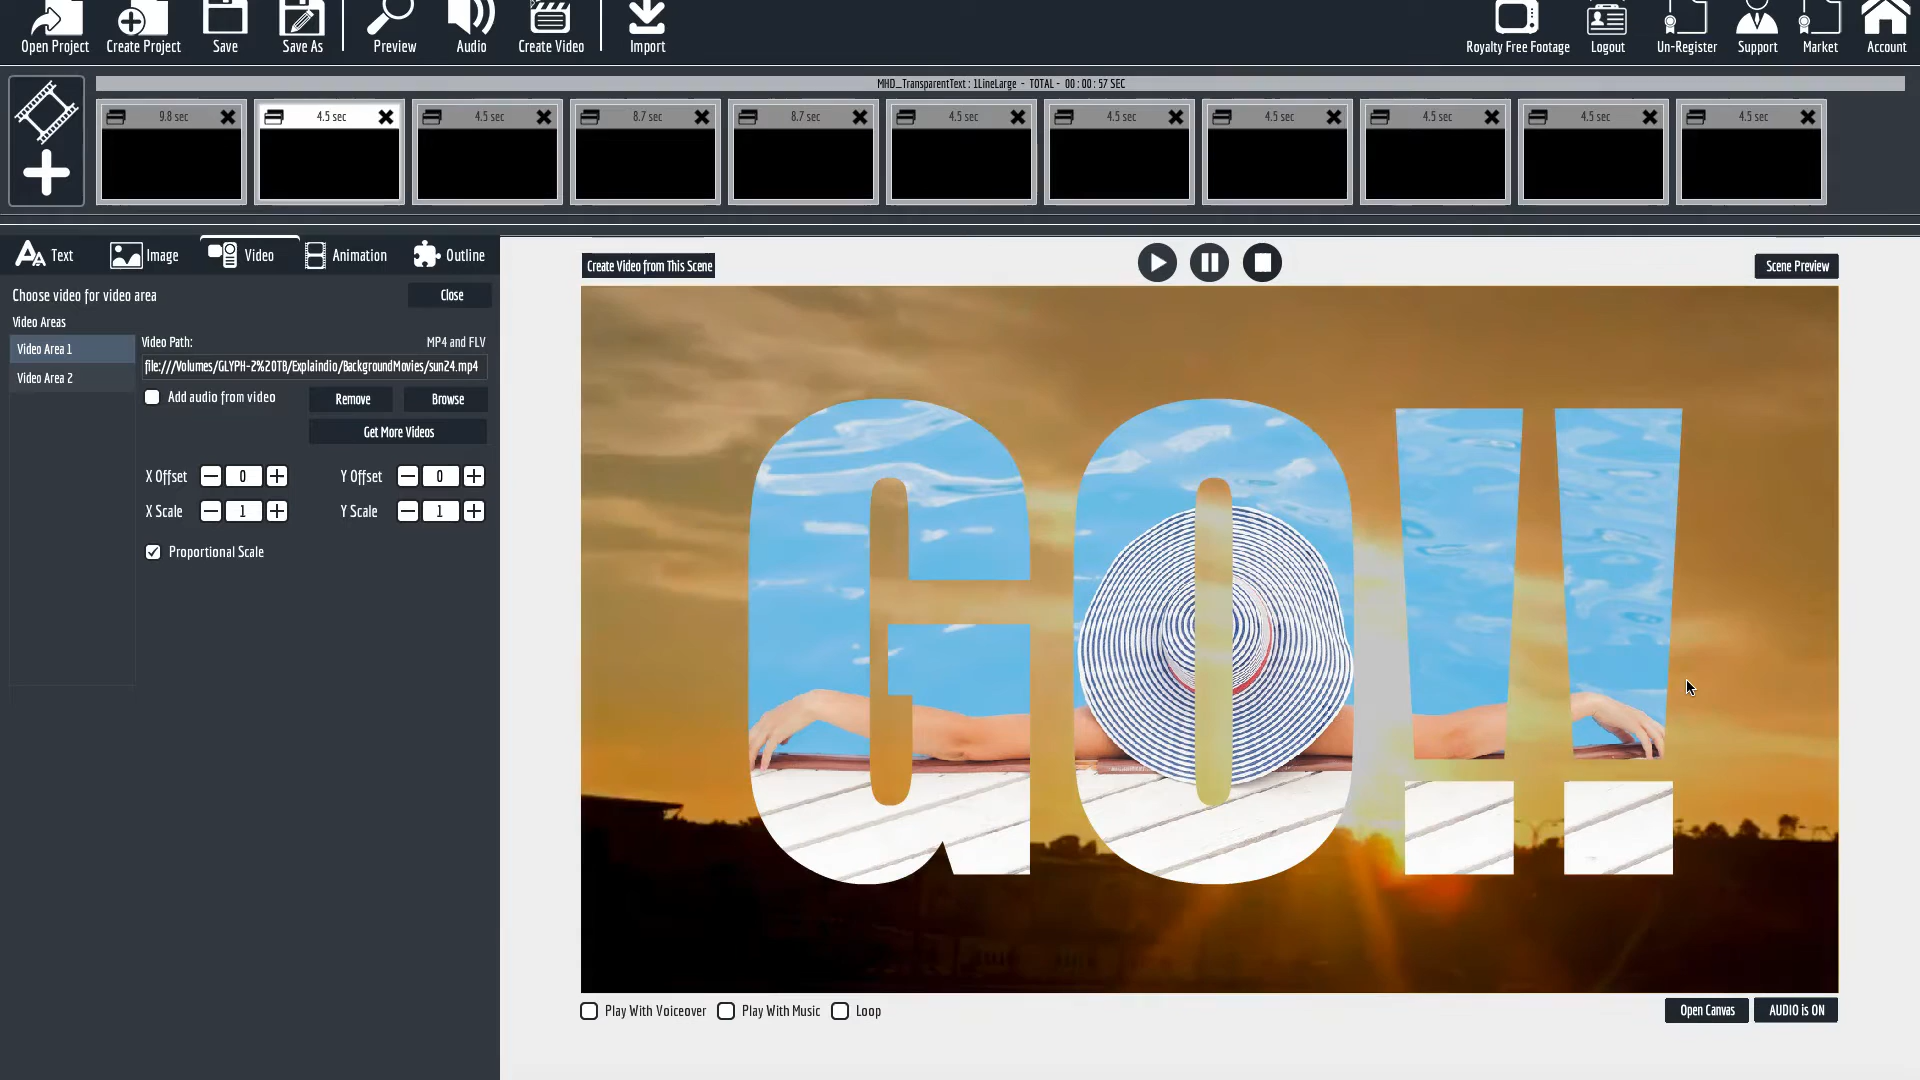 Open Project Create Project Save Save As Preview Audio Create Video Import Royalty Free Footage Logout Un-Register Support Market Account
MHD_TransparentText : 1LineLarge - TOTAL - 00 : 00 : 57 SEC
9.8 sec 4.5 sec 4.5 sec 8.7 sec 8.7 sec 4.5 sec 4.5 sec 4.5 sec 4.5 sec 4.5 sec 4.5 sec
Text Image Video Animation Outline
Create Video from This Scene
Scene Preview
Choose video for video area Close
Video Areas
Video Area 1
Video Area 2
Video Path: MP4 and FLV
file:///Volumes/GLYPH-2%20TB/Explaindio/BackgroundMovies/sun24.mp4
Add audio from video Remove Browse
Get More Videos
X Offset 0 Y Offset 0
X Scale 1 Y Scale 1
Proportional Scale
GO!!
Play With Voiceover Play With Music Loop
Open Canvas AUDIO is ON